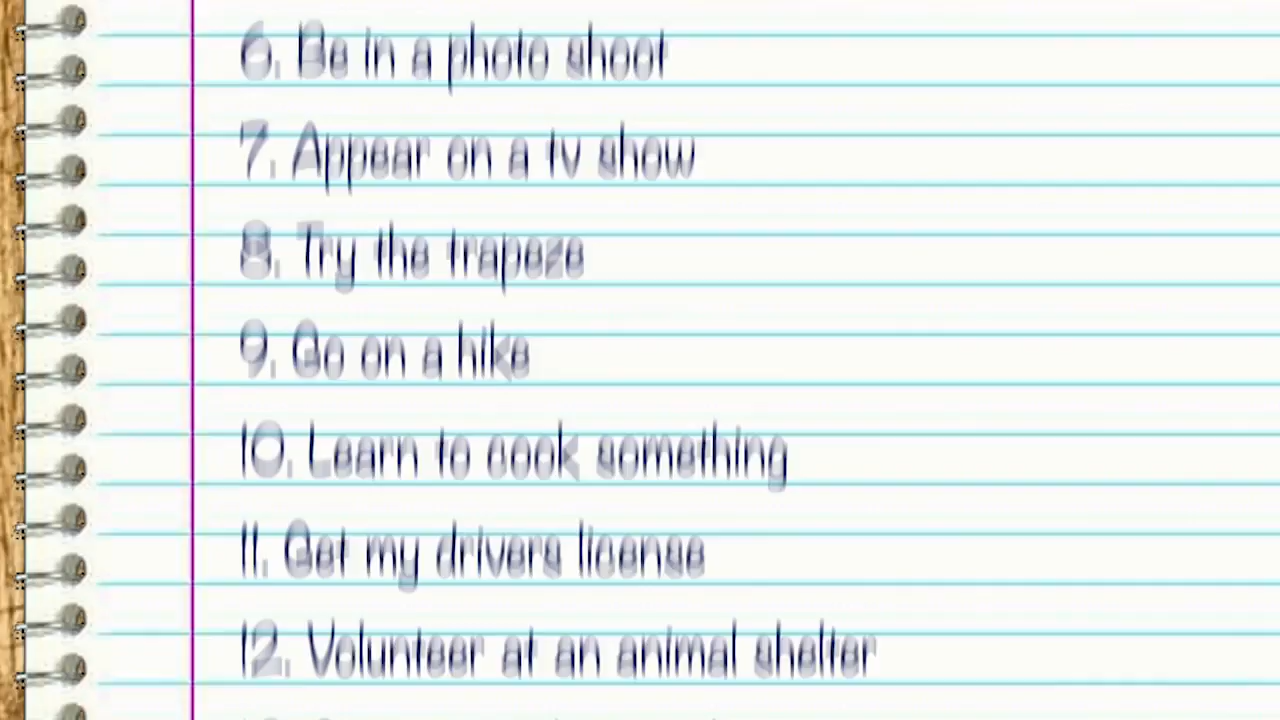 6. Be in a photo shoot
7. Appear on a tv show
8. Try the trapeze
9. Go on a hike
10. Learn to cook something
11. Get my drivers license
12. Volunteer at an animal shelter